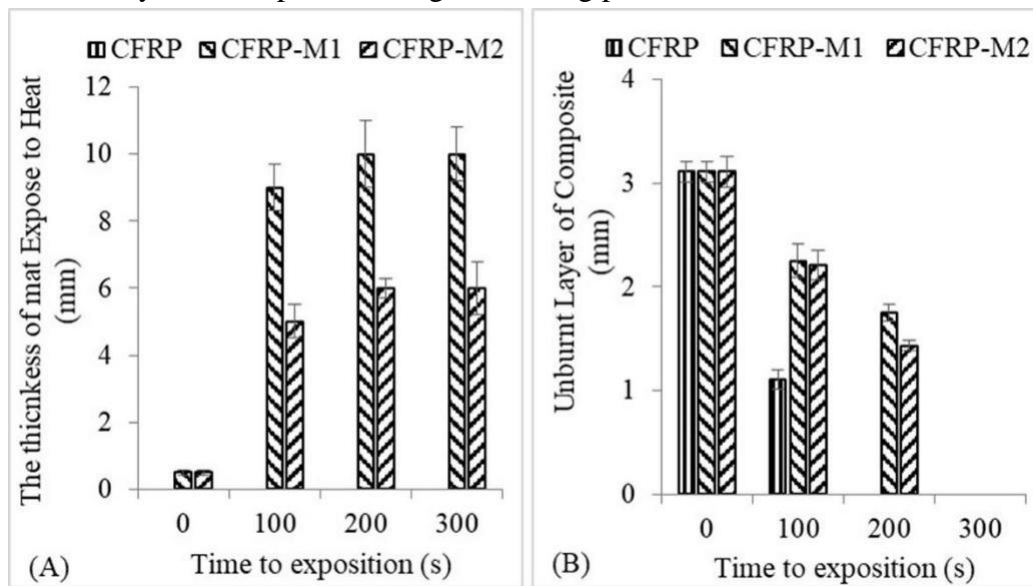 CFRP CFRP-M1 CFRP-M2
The thicnkess of mat Expose to Heat
(mm)
12
10
8
6
4
2
0
0 100 200 300
Time to exposition (s)
(A)
CFRP CFRP-M1 CFRP-M2
Unburnt Layer of Composite
(mm)
4
3
2
1
0
0 100 200 300
Time to exposition (s)
(B)